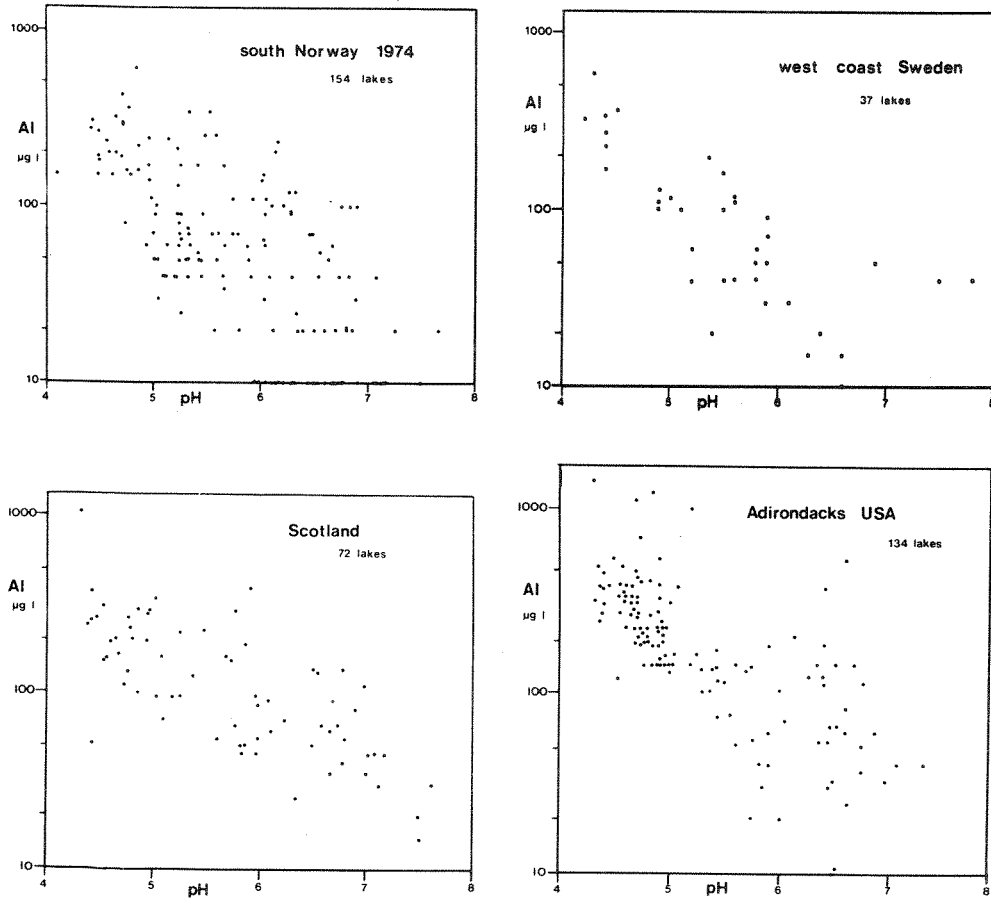 1000
south Norway 1974
154 lakes
Al
µg l
100
10
4 5 6 7 8
pH
1000
west coast Sweden
37 lakes
Al
µg l
100
10
4 5 6 7 8
pH
1000
Scotland
72 lakes
Al
µg l
100
10
4 5 6 7 8
pH
1000
Adirondacks USA
134 lakes
Al
µg l
100
10
4 5 6 7 8
pH